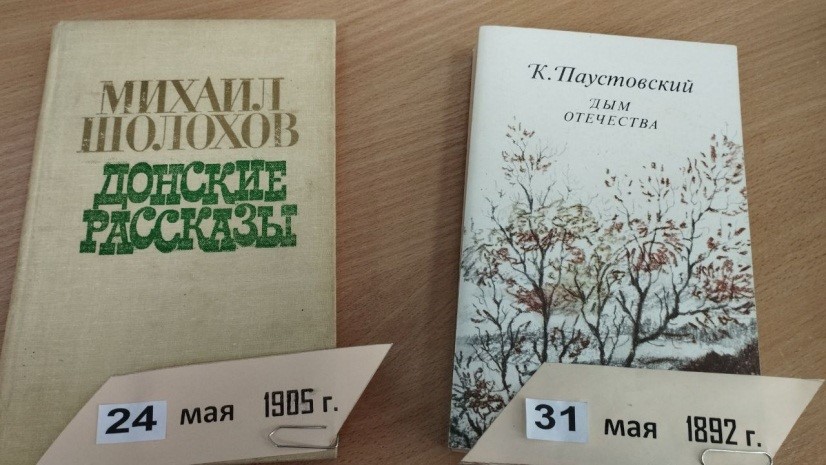 МИХАИЛ
ШОЛОХОВ
ДОНСКИЕ
РАССКАЗЫ
24 мая 1905 г.
К. Паустовский
ДЫМ
ОТЕЧЕСТВА
31 мая 1892 г.